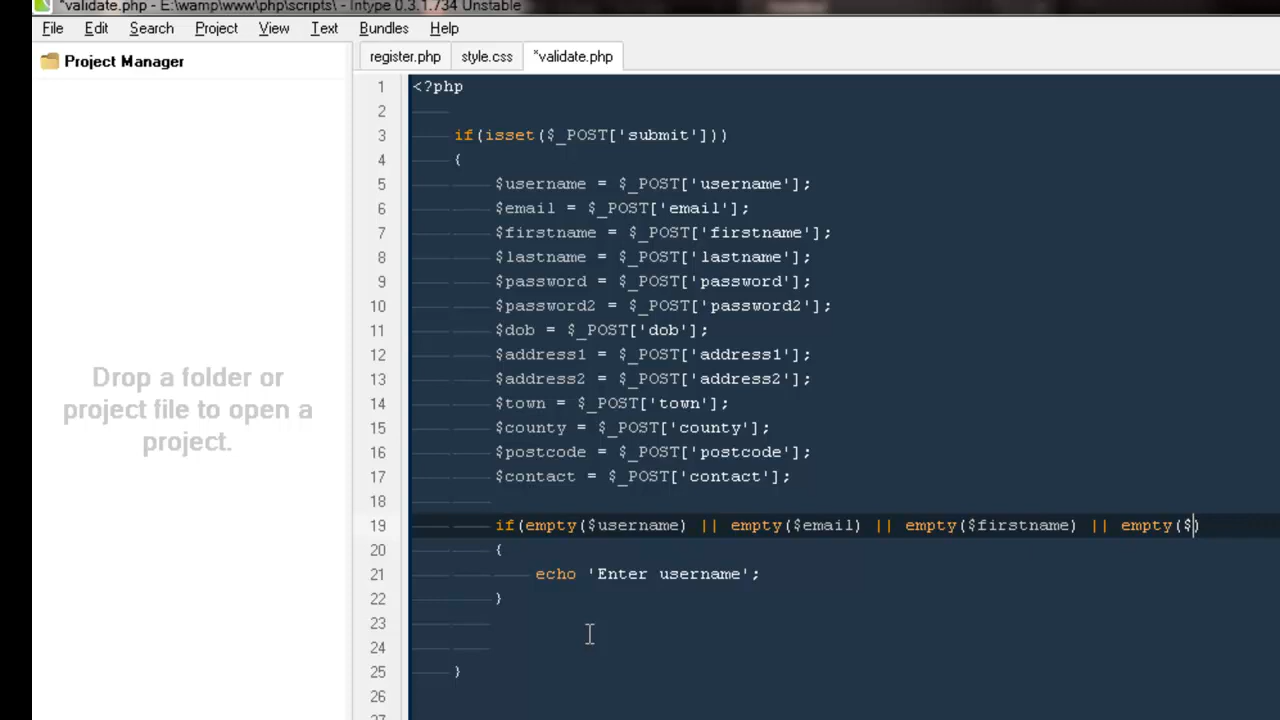 *validate.php - E:\wamp\www\php\scripts\ - Intype 0.3.1.734 Unstable
File Edit Search Project View Text Bundles Help
Project Manager
register.php style.css *validate.php
Drop a folder or
project file to open a
project.
1 <?php
2
3 if(isset($_POST['submit']))
4 {
5 $username = $_POST['username'];
6 $email = $_POST['email'];
7 $firstname = $_POST['firstname'];
8 $lastname = $_POST['lastname'];
9 $password = $_POST['password'];
10 $password2 = $_POST['password2'];
11 $dob = $_POST['dob'];
12 $address1 = $_POST['address1'];
13 $address2 = $_POST['address2'];
14 $town = $_POST['town'];
15 $county = $_POST['county'];
16 $postcode = $_POST['postcode'];
17 $contact = $_POST['contact'];
18
19 if(empty($username) || empty($email) || empty($firstname) || empty($)
20 {
21 echo 'Enter username';
22 }
23
24
25 }
26
27